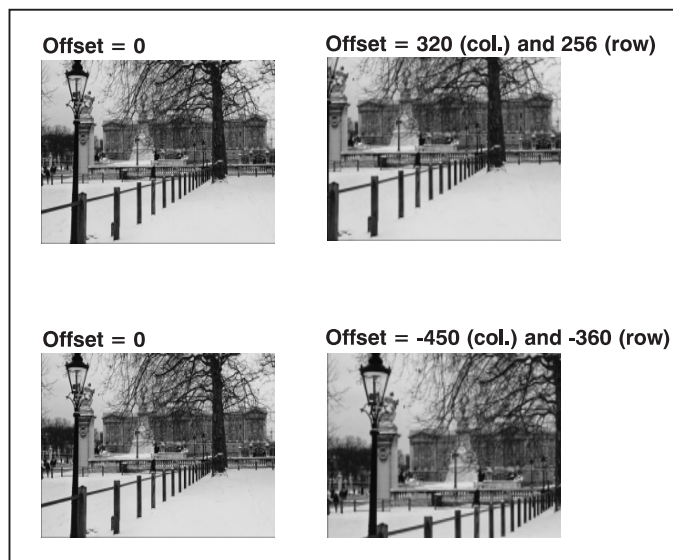 Offset = 0
Offset = 320 (col.) and 256 (row)
Offset = 0
Offset = -450 (col.) and -360 (row)